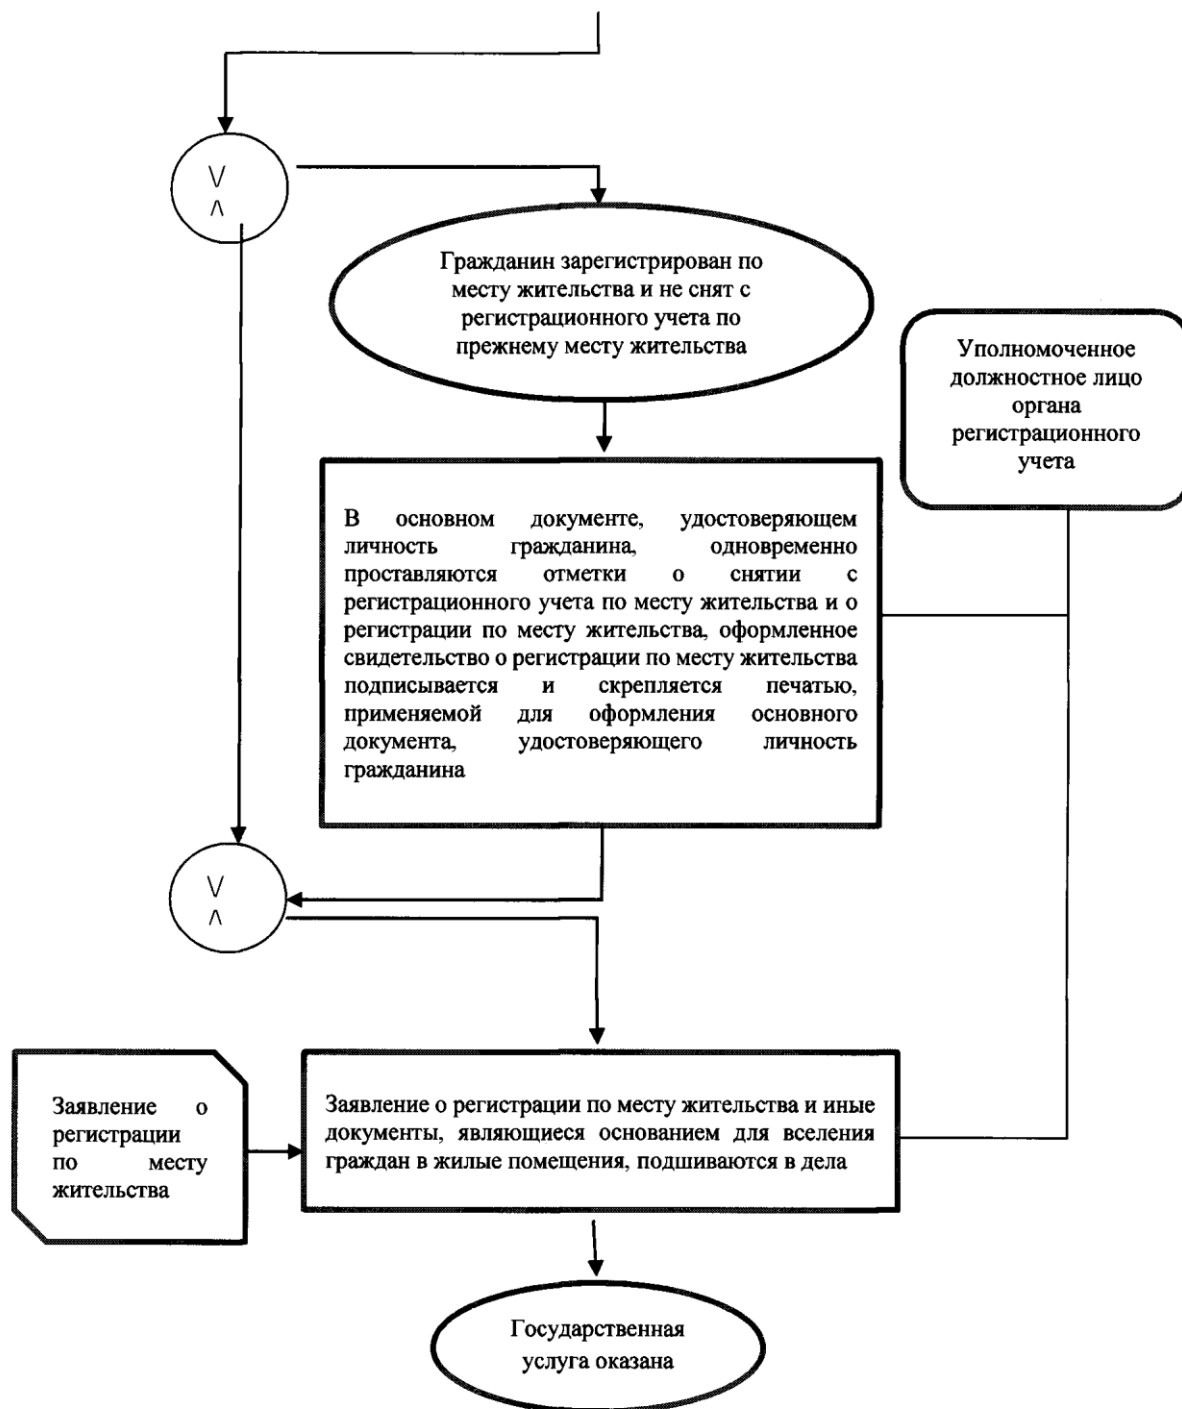 \/
/\
Гражданин зарегистрирован по
месту жительства и не снят с
регистрационного учета по
прежнему месту жительства
Уполномоченное
должностное лицо
органа
регистрационного
учета
В основном документе, удостоверяющем
личность гражданина, одновременно
проставляются отметки о снятии с
регистрационного учета по месту жительства и о
регистрации по месту жительства, оформленное
свидетельство о регистрации по месту жительства
подписывается и скрепляется печатью,
применяемой для оформления основного
документа, удостоверяющего личность
гражданина
\/
/\
Заявление о
регистрации
по месту
жительства
Заявление о регистрации по месту жительства и иные
документы, являющиеся основанием для вселения
граждан в жилые помещения, подшиваются в дела
Государственная
услуга оказана